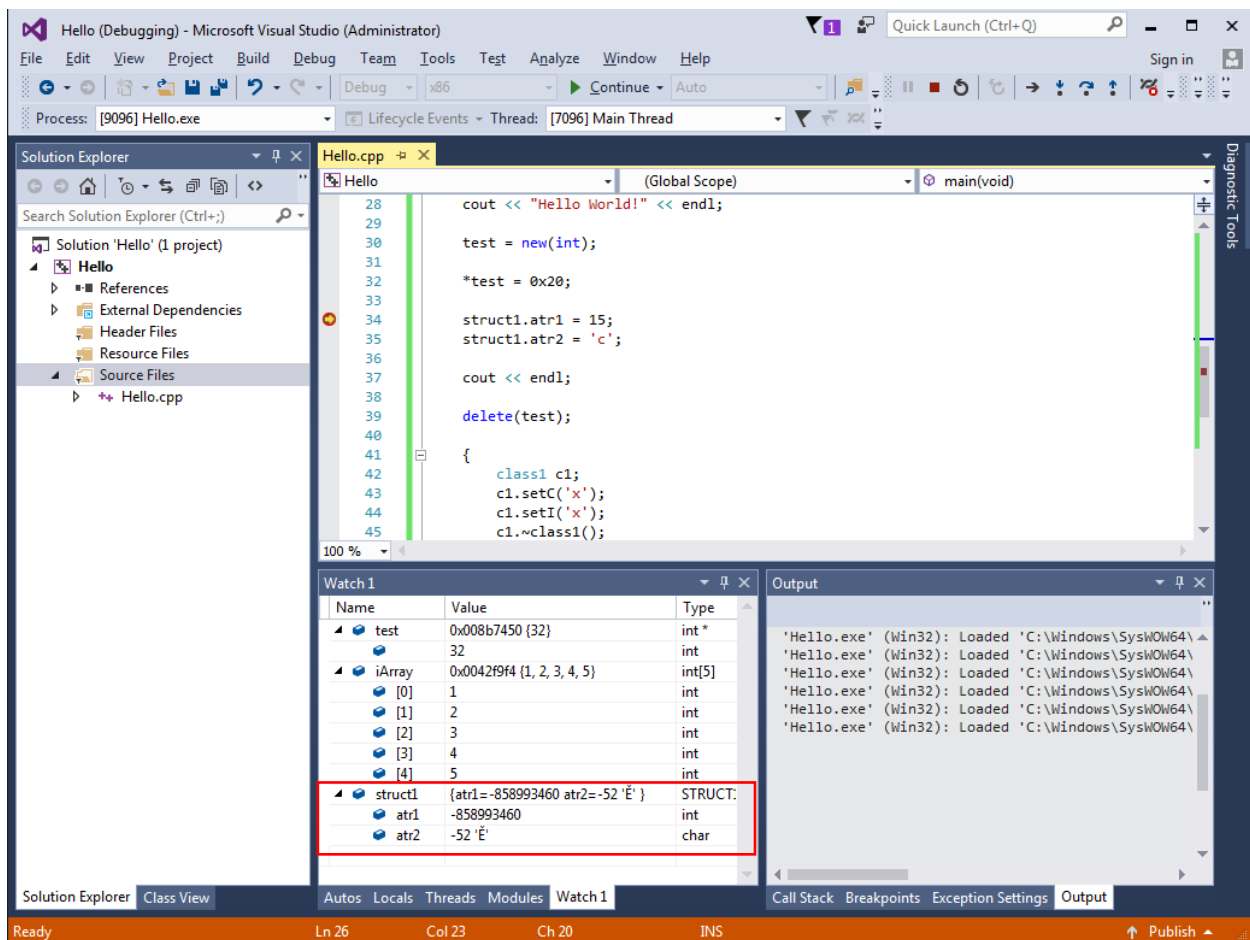 Hello (Debugging) - Microsoft Visual Studio (Administrator)
1
Quick Launch (Ctrl+Q)
File Edit View Project Build Debug Team Tools Test Analyze Window Help
Sign in
Debug x86 Continue Auto
Process: [9096] Hello.exe Lifecycle Events Thread: [7096] Main Thread
Solution Explorer
Search Solution Explorer (Ctrl+;)
Solution 'Hello' (1 project)
Hello
References
External Dependencies
Header Files
Resource Files
Source Files
++ Hello.cpp
Solution Explorer Class View
Hello.cpp
Hello (Global Scope) main(void)
28 cout << "Hello World!" << endl;
29
30 test = new(int);
31
32 *test = 0x20;
33
34 struct1.atr1 = 15;
35 struct1.atr2 = 'c';
36
37 cout << endl;
38
39 delete(test);
40
41 {
42 class1 c1;
43 c1.setC('x');
44 c1.setI('x');
45 c1.~class1();
100 %
Diagnostic Tools
Watch 1
Name Value Type
test 0x008b7450 {32} int *
32 int
iArray 0x0042f9f4 {1, 2, 3, 4, 5} int[5]
[0] 1 int
[1] 2 int
[2] 3 int
[3] 4 int
[4] 5 int
struct1 {atr1=-858993460 atr2=-52 'Ě' } STRUCT1
atr1 -858993460 int
atr2 -52 'Ě' char
Autos Locals Threads Modules Watch 1
Output
'Hello.exe' (Win32): Loaded 'C:\Windows\SysWOW64\
'Hello.exe' (Win32): Loaded 'C:\Windows\SysWOW64\
'Hello.exe' (Win32): Loaded 'C:\Windows\SysWOW64\
'Hello.exe' (Win32): Loaded 'C:\Windows\SysWOW64\
'Hello.exe' (Win32): Loaded 'C:\Windows\SysWOW64\
'Hello.exe' (Win32): Loaded 'C:\Windows\SysWOW64\
Call Stack Breakpoints Exception Settings Output
Ready Ln 26 Col 23 Ch 20 INS Publish